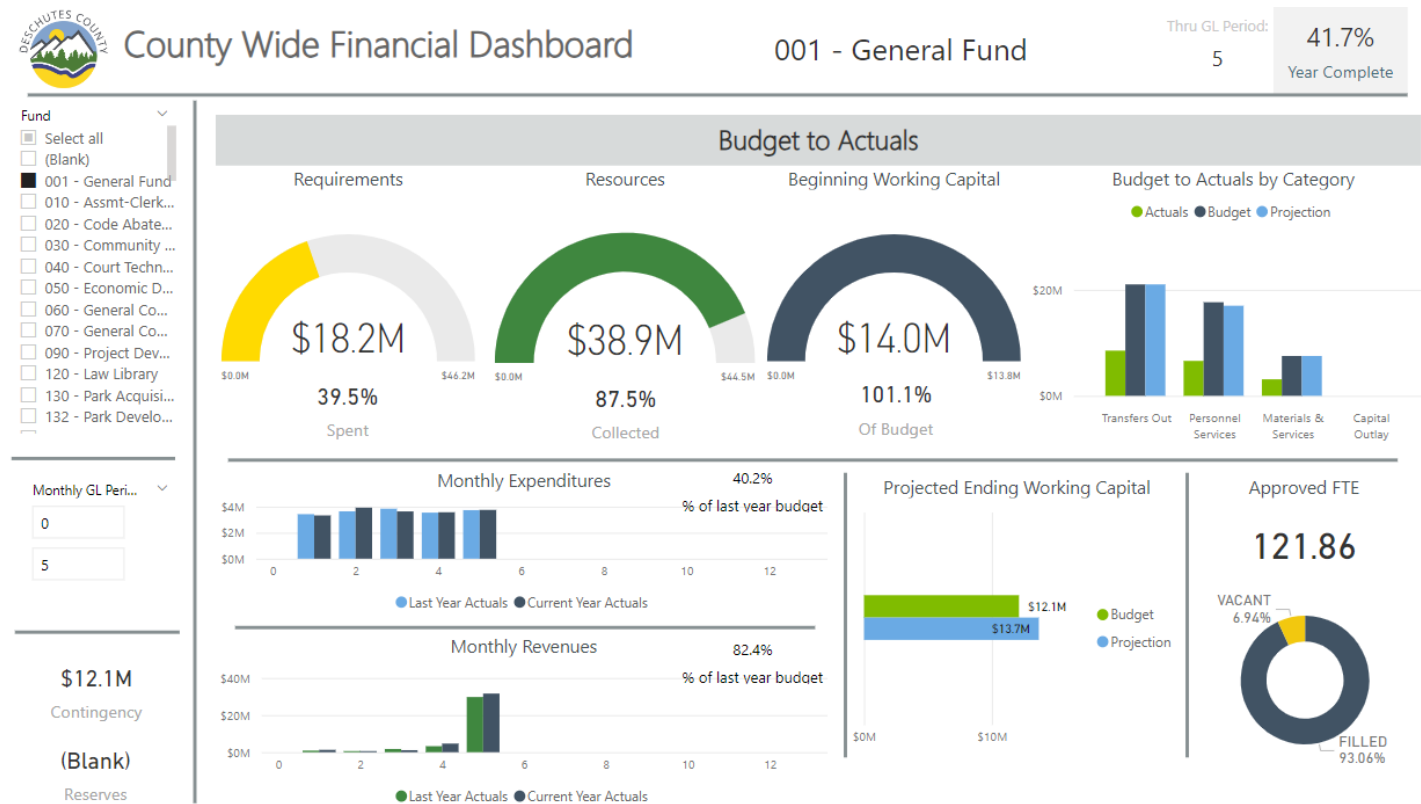 DESCHUTES COUNTY
County Wide Financial Dashboard
001 - General Fund
Thru GL Period:
5
41.7%
Year Complete
Fund
Select all
(Blank)
001 - General Fund
010 - Assmt-Clerk...
020 - Code Abate...
030 - Community ...
040 - Court Techn...
050 - Economic D...
060 - General Co...
070 - General Co...
090 - Project Dev...
120 - Law Library
130 - Park Acquisi...
132 - Park Develo...
Monthly GL Peri...
0
5
$12.1M
Contingency
(Blank)
Reserves
Budget to Actuals
Requirements
$18.2M
$0.0M
$46.2M
39.5%
Spent
Resources
$38.9M
$0.0M
$44.5M
87.5%
Collected
Beginning Working Capital
$14.0M
$0.0M
$13.8M
101.1%
Of Budget
Budget to Actuals by Category
Actuals Budget Projection
$20M
$0M
Transfers Out
Personnel
Services
Materials &
Services
Capital
Outlay
Monthly Expenditures
40.2%
% of last year budget
$4M
$2M
$0M
0 2 4 6 8 10 12
Last Year Actuals Current Year Actuals
Monthly Revenues
82.4%
% of last year budget
$40M
$20M
$0M
0 2 4 6 8 10 12
Last Year Actuals Current Year Actuals
Projected Ending Working Capital
$12.1M
$13.7M
Budget
Projection
$0M $10M
Approved FTE
121.86
VACANT
6.94%
FILLED
93.06%